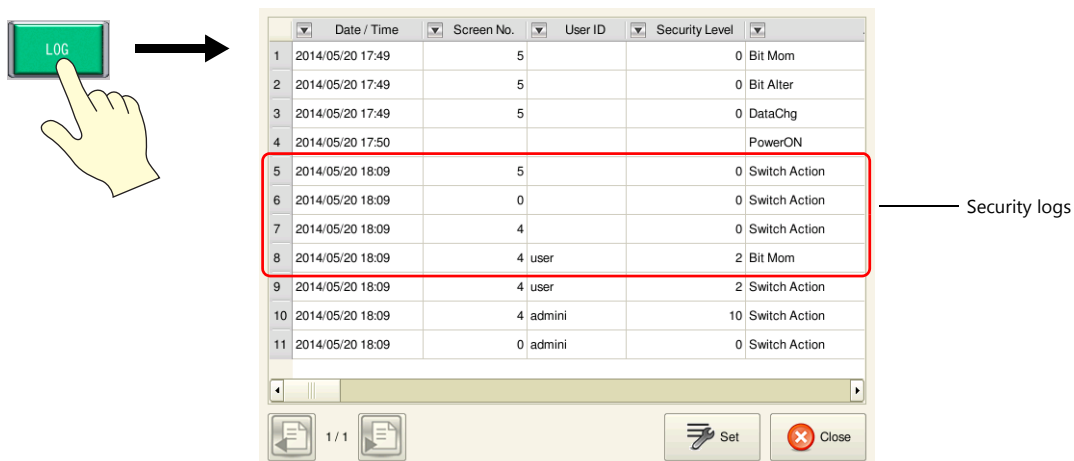 LOG
Date / Time Screen No. User ID Security Level
1 2014/05/20 17:49 5 0 Bit Mom
2 2014/05/20 17:49 5 0 Bit Alter
3 2014/05/20 17:49 5 0 DataChg
4 2014/05/20 17:50 PowerON
5 2014/05/20 18:09 5 0 Switch Action
6 2014/05/20 18:09 0 0 Switch Action
7 2014/05/20 18:09 4 0 Switch Action
8 2014/05/20 18:09 4 user 2 Bit Mom
9 2014/05/20 18:09 4 user 2 Switch Action
10 2014/05/20 18:09 4 admini 10 Switch Action
11 2014/05/20 18:09 0 admini 0 Switch Action
Security logs
1 / 1 Set Close